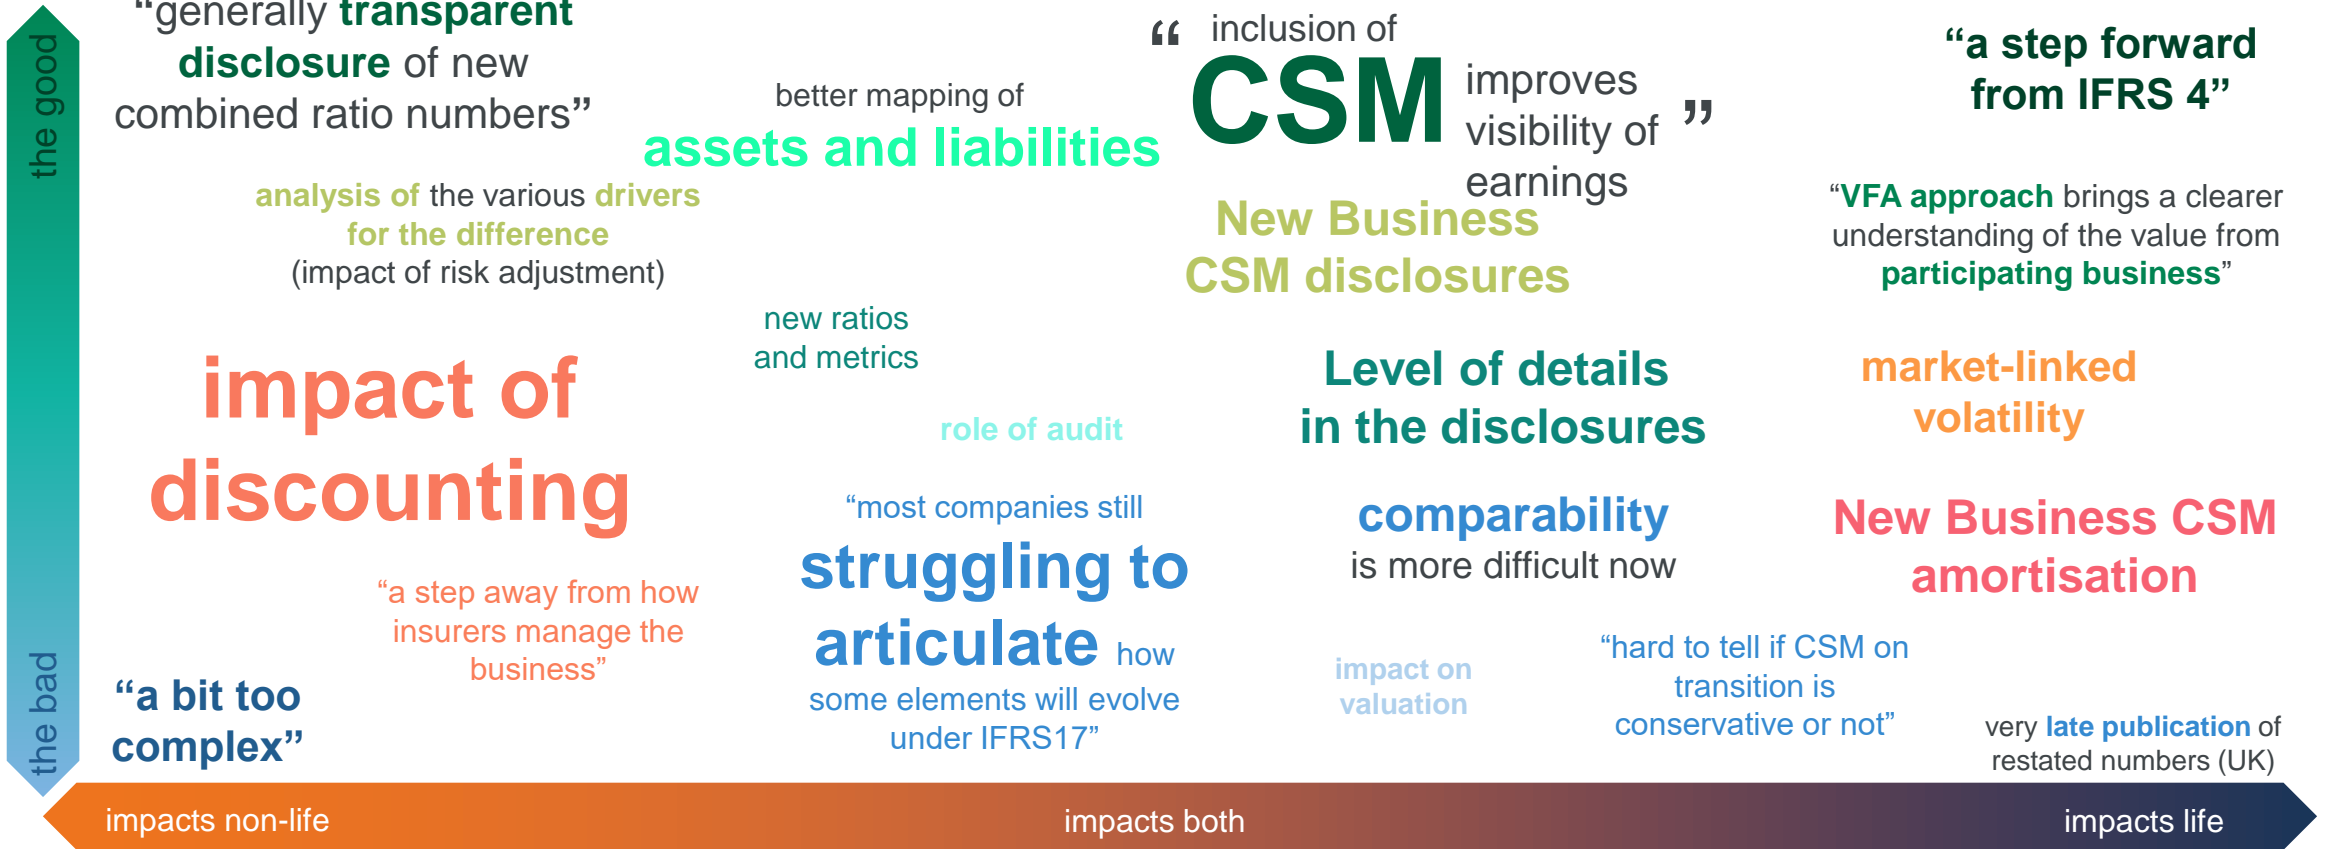 the good
the bad
“generally transparent
disclosure of new
combined ratio numbers”
better mapping of
assets and liabilities
“ inclusion of
CSM improves
visibility of ”
earnings
“a step forward
from IFRS 4”
analysis of the various drivers
for the difference
(impact of risk adjustment)
New Business
CSM disclosures
“VFA approach brings a clearer
understanding of the value from
participating business”
new ratios
and metrics
impact of
discounting
Level of details
in the disclosures
market-linked
volatility
role of audit
“most companies still
struggling to
articulate how
some elements will evolve
under IFRS17”
comparability
is more difficult now
New Business CSM
amortisation
“a step away from how
insurers manage the
business”
“a bit too
complex”
impact on
valuation
“hard to tell if CSM on
transition is
conservative or not”
very late publication of
restated numbers (UK)
impacts non-life
impacts both
impacts life